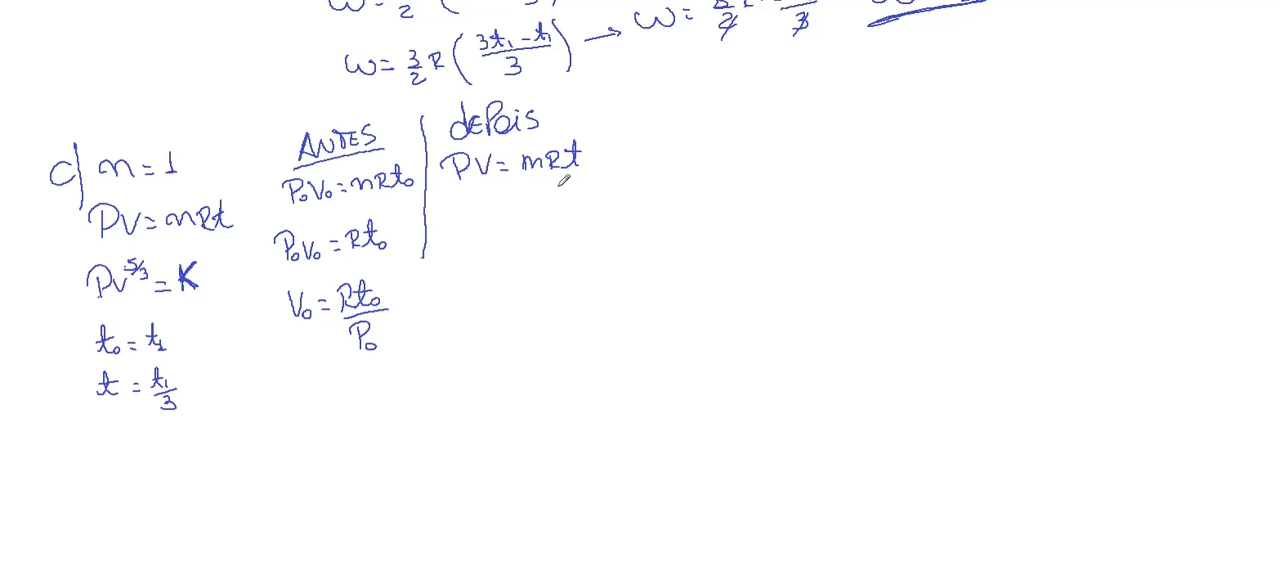 W = 3/2 R ( 3t₁ - t₁ / 3 ) → W =
c) n = 1
PV = nRt
PV^5/3 = K
t₀ = t₁
t = t₁/3
ANTES
P₀V₀ = nRt₀
P₀V₀ = Rt₀
V₀ = Rt₀/P₀
dEPois
PV = nRt